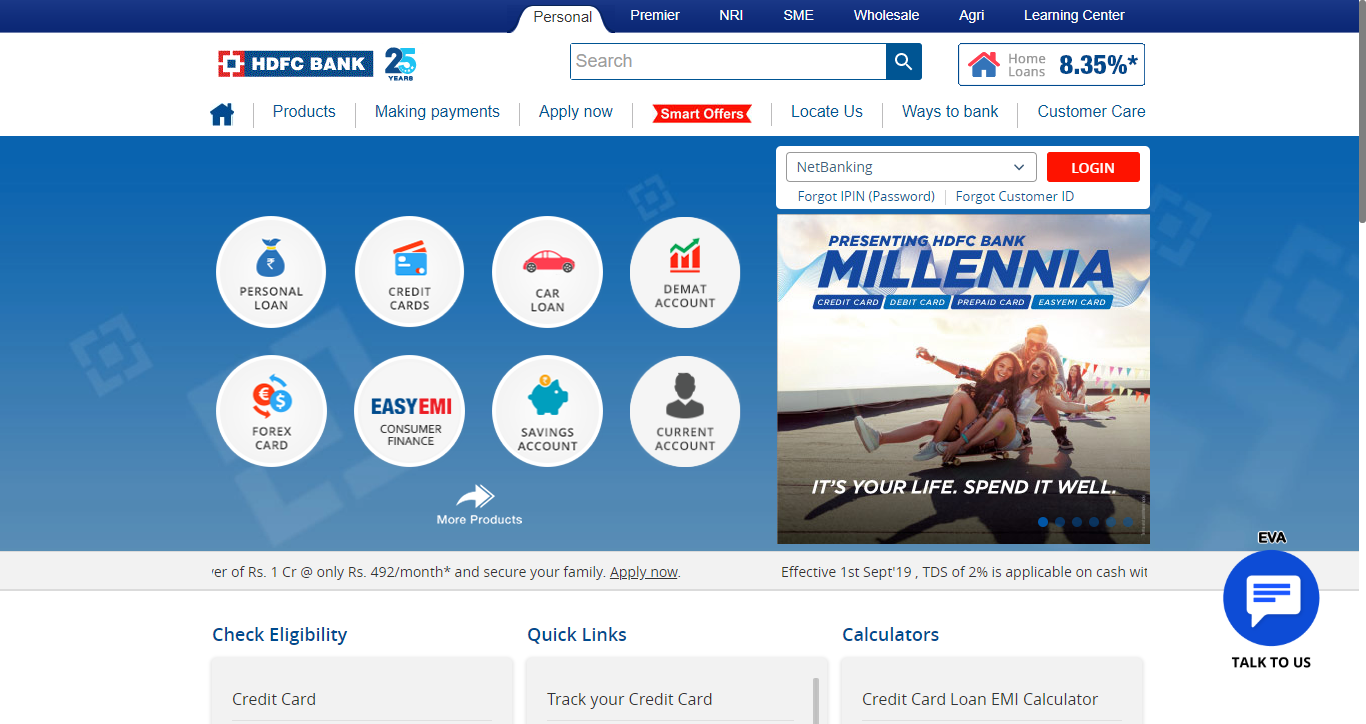 Personal
Premier
NRI
SME
Wholesale
Agri
Learning Center
HDFC BANK
25
YEARS
Search
Home
Loans
8.35%*
Products
Making payments
Apply now
Smart Offers
Locate Us
Ways to bank
Customer Care
NetBanking
LOGIN
Forgot IPIN (Password)
Forgot Customer ID
PERSONAL
LOAN
CREDIT
CARDS
CAR
LOAN
DEMAT
ACCOUNT
FOREX
CARD
EASYEMI
CONSUMER
FINANCE
SAVINGS
ACCOUNT
CURRENT
ACCOUNT
More Products
PRESENTING HDFC BANK
MILLENNIA
CREDIT CARD
DEBIT CARD
PREPAID CARD
EASYEMI CARD
IT'S YOUR LIFE. SPEND IT WELL.
EVA
TALK TO US
ver of Rs. 1 Cr @ only Rs. 492/month* and secure your family. Apply now.
Effective 1st Sept'19 , TDS of 2% is applicable on cash wit
Check Eligibility
Credit Card
Quick Links
Track your Credit Card
Calculators
Credit Card Loan EMI Calculator